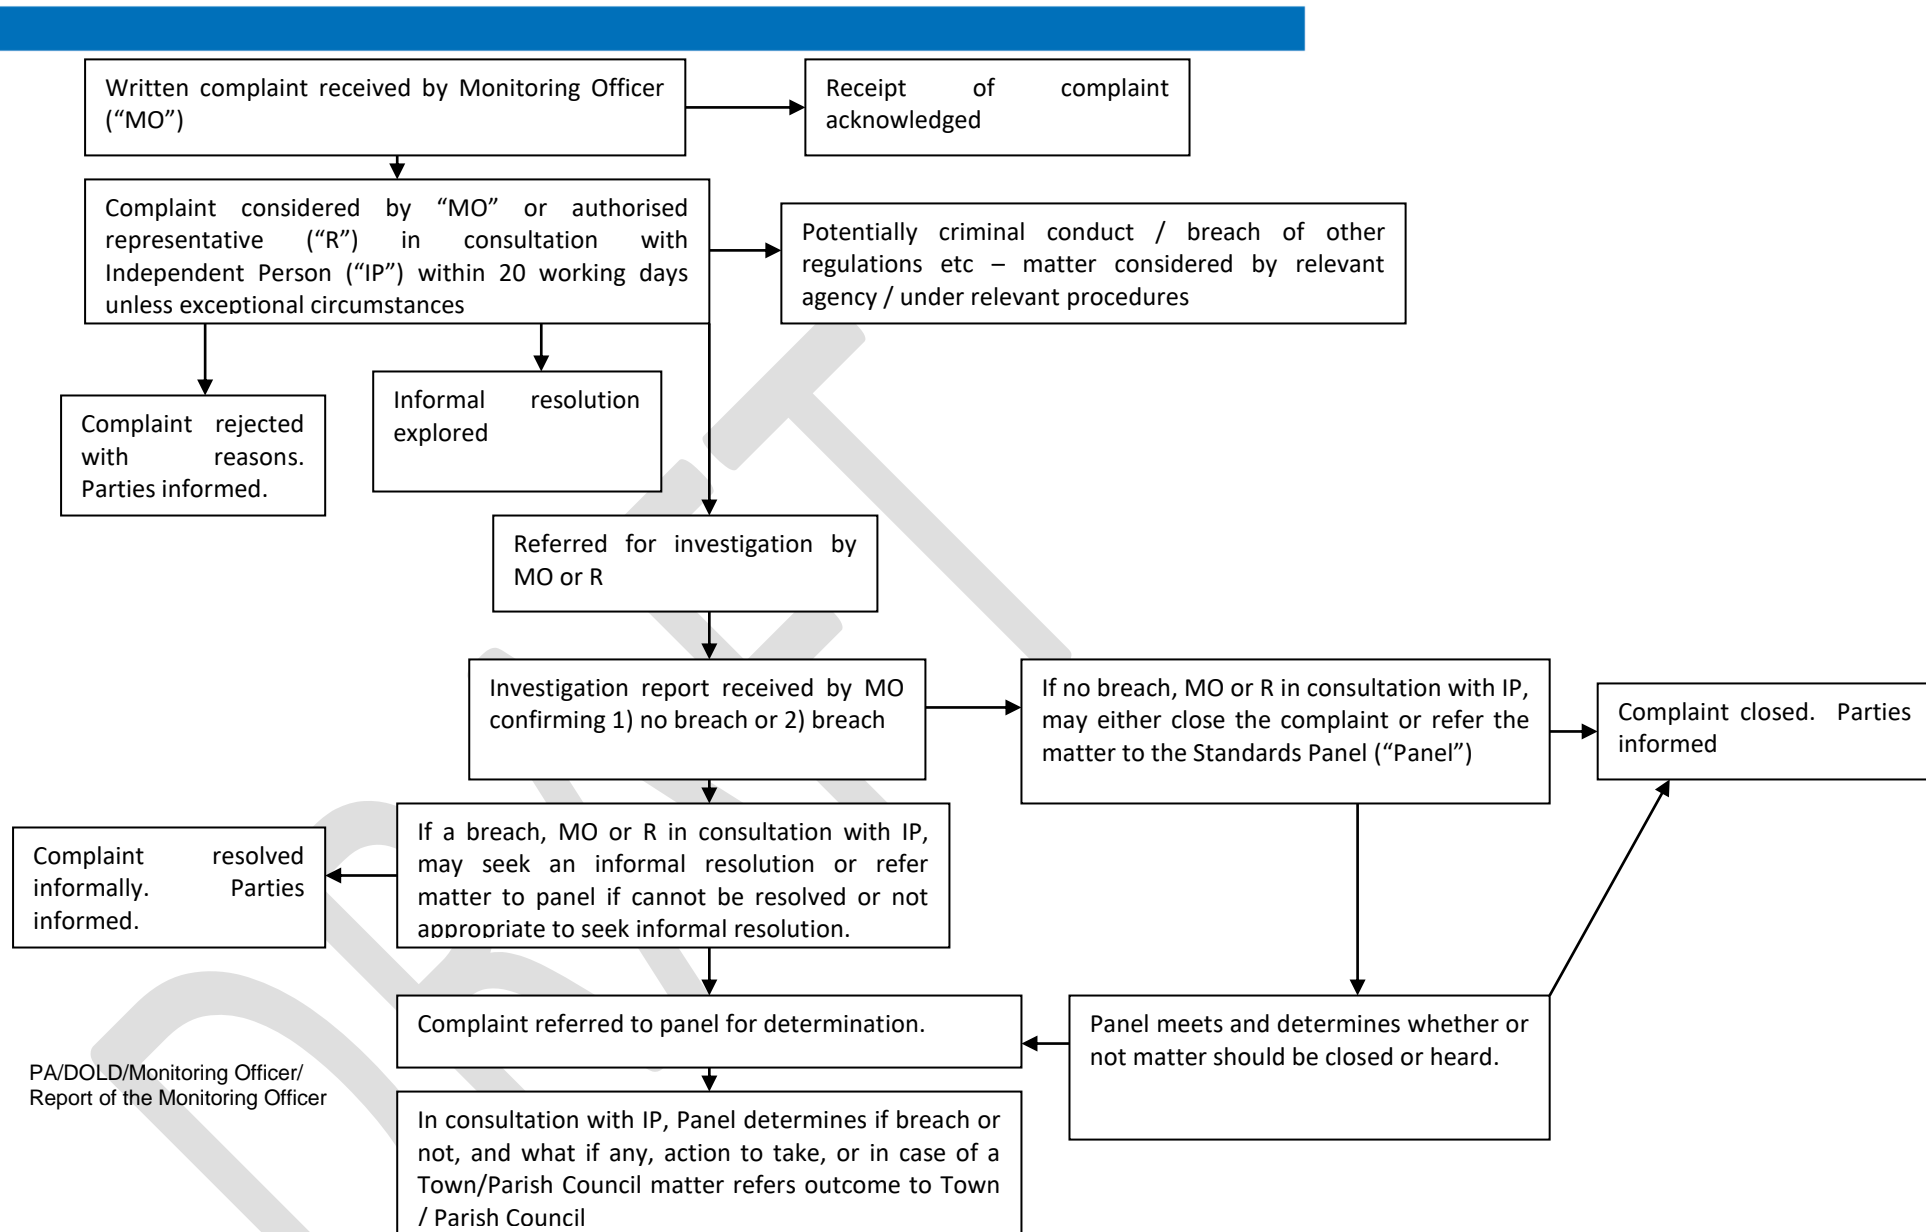 Written complaint received by Monitoring Officer
(“MO”)
Receipt of complaint
acknowledged
Complaint considered by “MO” or authorised
representative (“R”) in consultation with
Independent Person (“IP”) within 20 working days
unless exceptional circumstances
Potentially criminal conduct / breach of other
regulations etc – matter considered by relevant
agency / under relevant procedures
Complaint rejected
with reasons.
Parties informed.
Informal resolution
explored
Referred for investigation by
MO or R
Investigation report received by MO
confirming 1) no breach or 2) breach
If no breach, MO or R in consultation with IP,
may either close the complaint or refer the
matter to the Standards Panel (“Panel”)
Complaint closed. Parties
informed
Complaint resolved
informally. Parties
informed.
If a breach, MO or R in consultation with IP,
may seek an informal resolution or refer
matter to panel if cannot be resolved or not
appropriate to seek informal resolution.
Complaint referred to panel for determination.
Panel meets and determines whether or
not matter should be closed or heard.
In consultation with IP, Panel determines if breach or
not, and what if any, action to take, or in case of a
Town/Parish Council matter refers outcome to Town
/ Parish Council
PA/DOLD/Monitoring Officer/
Report of the Monitoring Officer
DRAFT